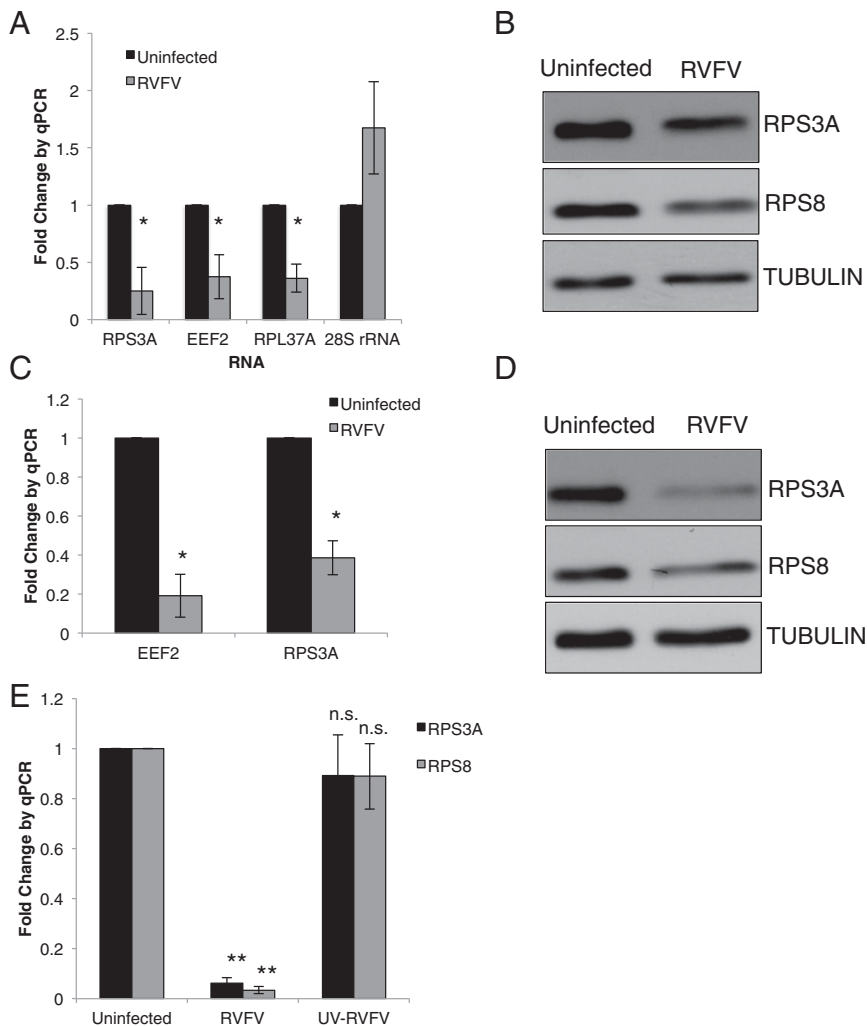 A
Fold Change by qPCR
2.5
2
1.5
1
0.5
0
Uninfected
RVFV
*
*
*
RPS3A EEF2 RPL37A 28S rRNA
RNA
B
Uninfected RVFV
RPS3A
RPS8
TUBULIN
C
Fold Change by qPCR
1.2
1
0.8
0.6
0.4
0.2
0
Uninfected
RVFV
*
*
EEF2 RPS3A
D
Uninfected RVFV
RPS3A
RPS8
TUBULIN
E
Fold Change by qPCR
1.2
1
0.8
0.6
0.4
0.2
0
n.s.
n.s.
RPS3A
RPS8
**
**
Uninfected RVFV UV-RVFV